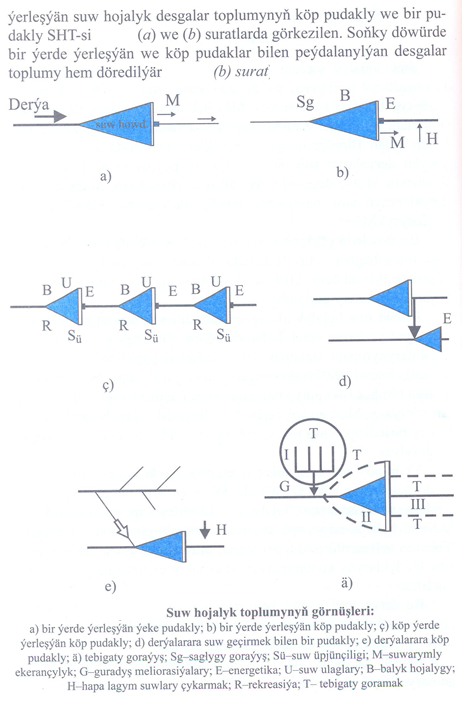 ýerleşýän suw hojalyk desgalar toplumynyň köp pudakly we bir pu-
dakly SHT-si (a) we (b) suratlarda görkezilen. Soňky döwürde
bir ýerde ýerleşýän we köp pudaklar bilen peýdalanylýan desgalar
toplumy hem döredilýär (b) surat
Derýa M
suw howd.
a)
Sg B E
M H
b)
B U E B U E B U E
R Sü R Sü R Sü
ç)
E
d)
H
e)
T
I T
G T
II III
T
ä)
Suw hojalyk toplumynyň görnüşleri:
a) bir ýerde ýerleşýän ýeke pudakly; b) bir ýerde ýerleşýän köp pudakly; ç) köp ýerde
ýerleşýän köp pudakly; d) derýalarara suw geçirmek bilen bir pudakly; e) derýalarara köp
pudakly; ä) tebigaty goraýyş; Sg–saglygy goraýyş; Sü–suw üpjünçiligi; M–suwarymly
ekerançylyk; G–guradyş meliorasiýalary; E–energetika; U–suw ulaglary; B–balyk hojalygy;
H–hapa lagym suwlary çykarmak; R–rekreasiýa; T– tebigaty goramak